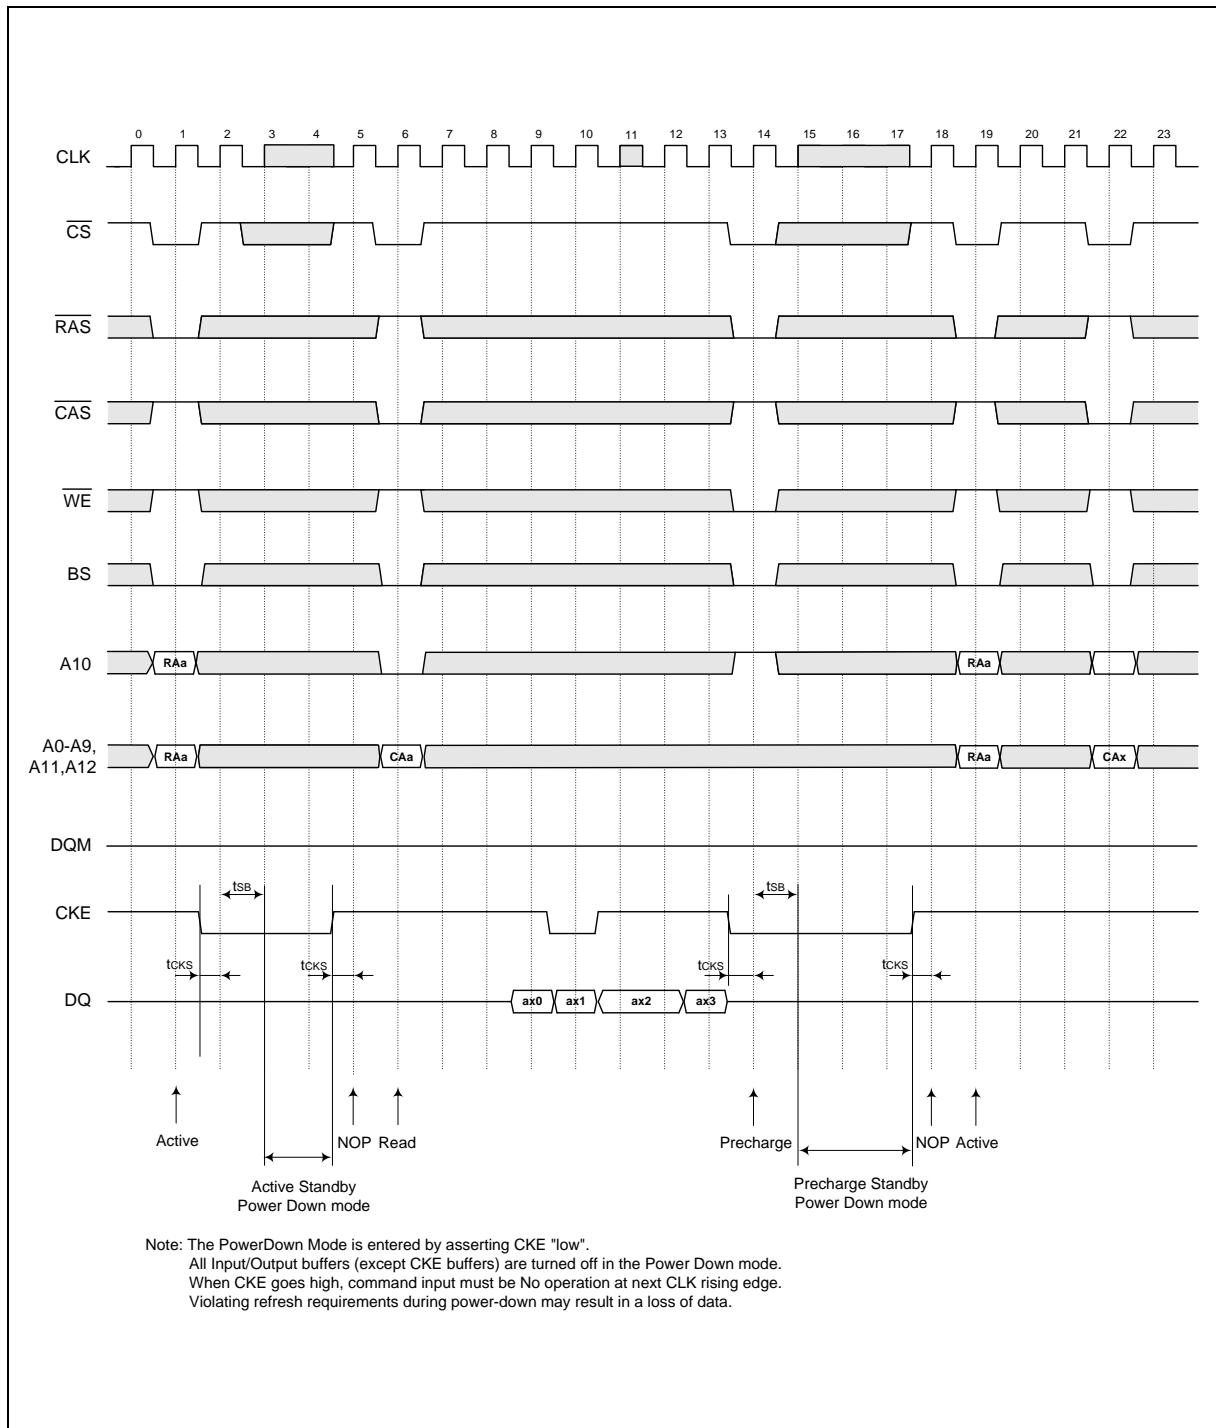 0 1 2 3 4 5 6 7 8 9 10 11 12 13 14 15 16 17 18 19 20 21 22 23
CLK
CS
RAS
CAS
WE
BS
A10 RAa RAa
A0-A9,
A11,A12 RAa CAa RAa CAx
DQM
tSB tSB
CKE
tCKS tCKS tCKS tCKS
DQ ax0 ax1 ax2 ax3
Active NOP Read Precharge NOP Active
Active Standby
Power Down mode
Precharge Standby
Power Down mode
Note: The PowerDown Mode is entered by asserting CKE "low".
All Input/Output buffers (except CKE buffers) are turned off in the Power Down mode.
When CKE goes high, command input must be No operation at next CLK rising edge.
Violating refresh requirements during power-down may result in a loss of data.